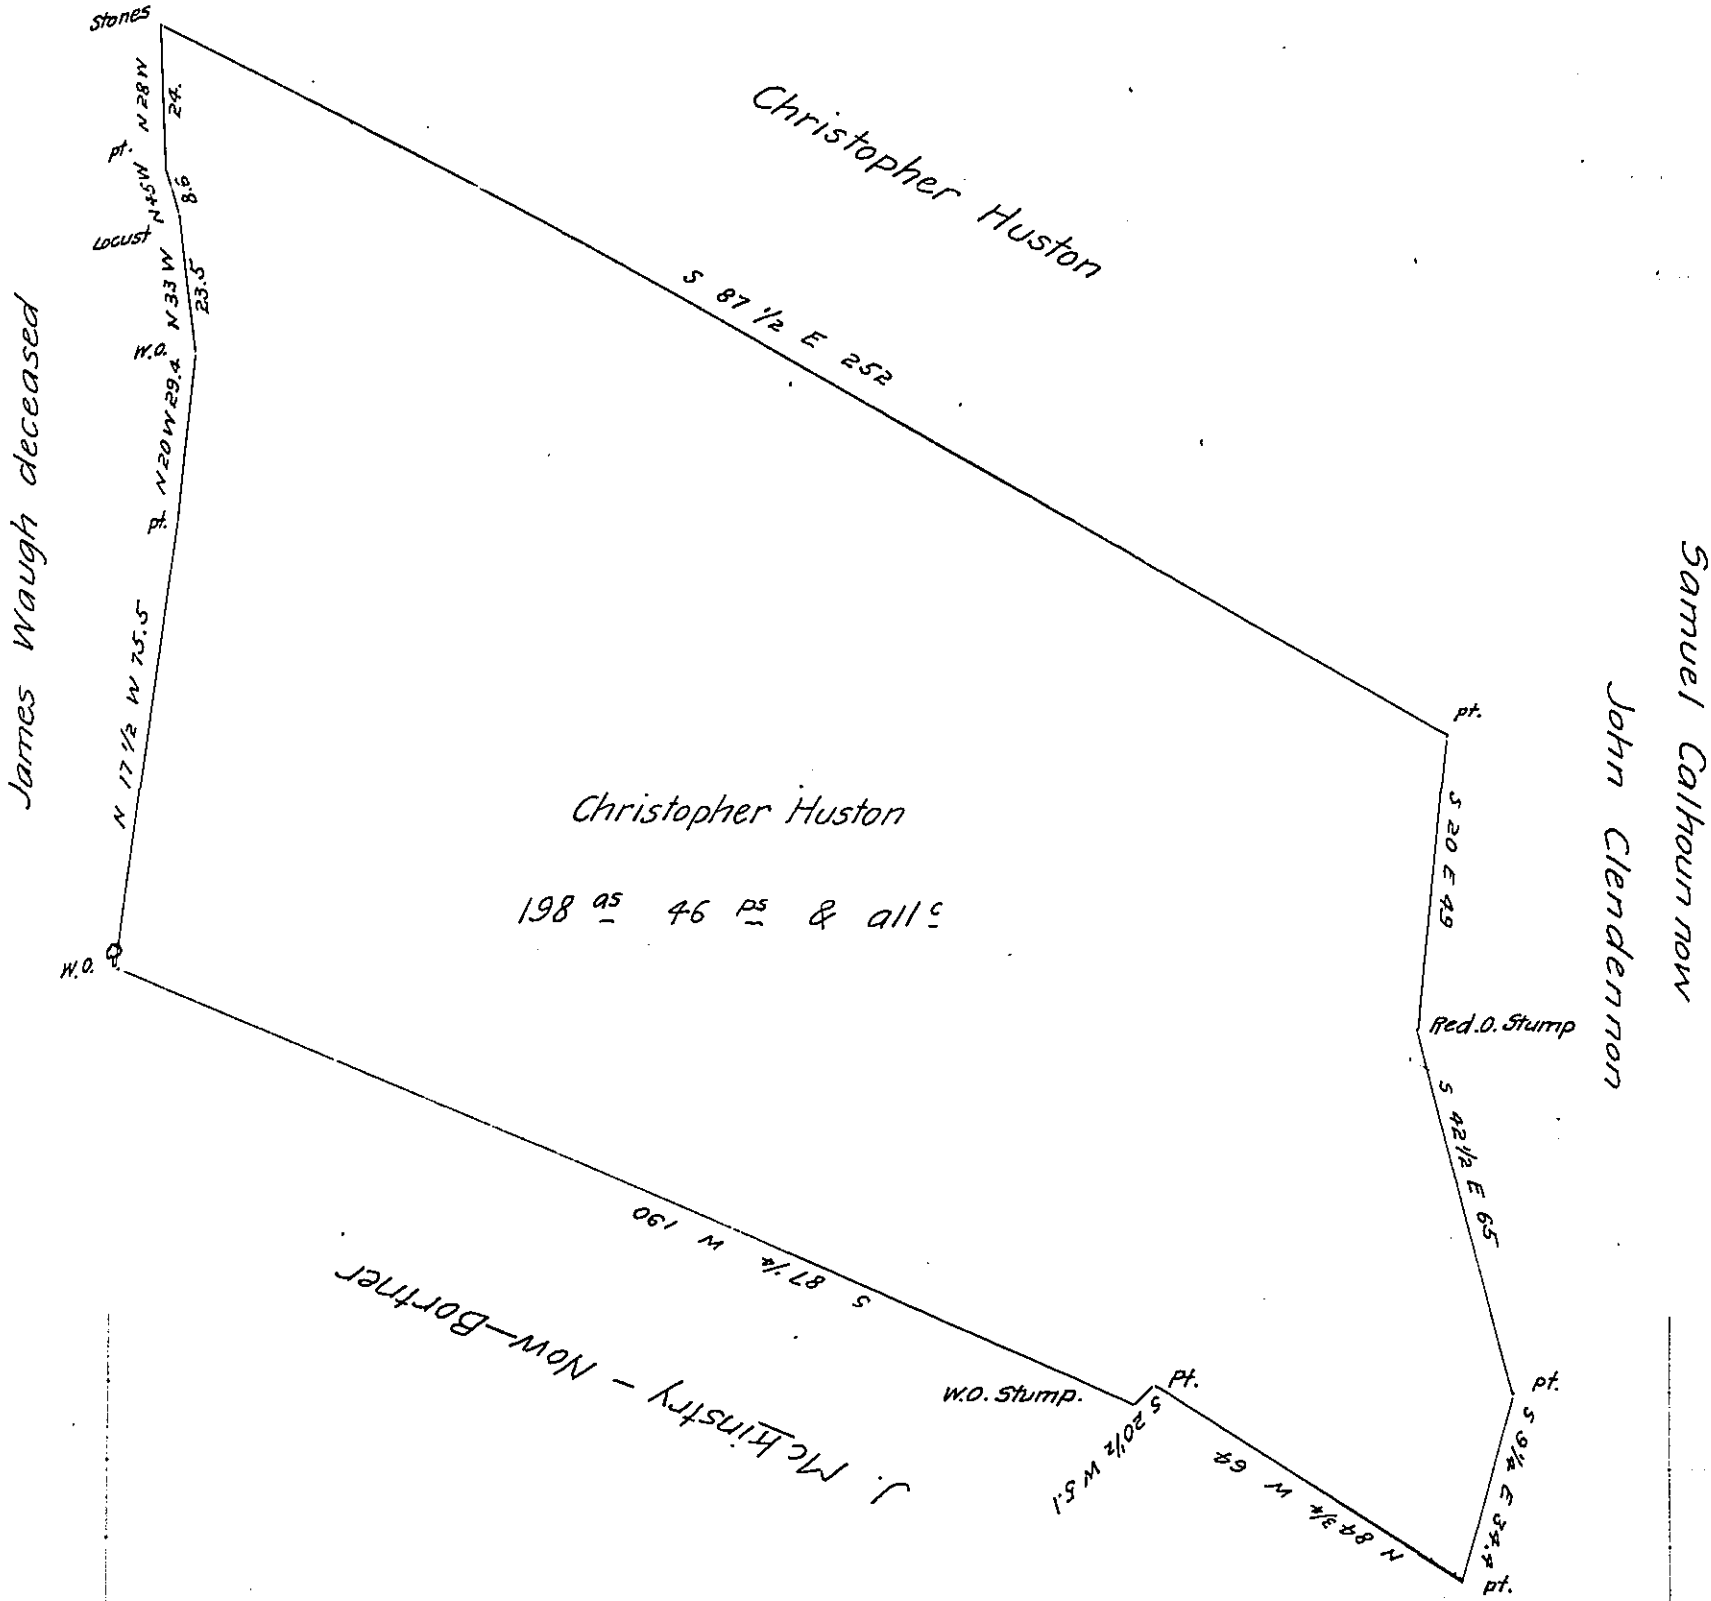 Stones
N 28 W
24.
pt.
N 45 W
8.6
Locust
N 33 W
23.5
W.O.
N 20 W 29.4
pt.
N 17 1/2 W 75.5
W.O.
James Waugh deceased
Christopher Huston
S 87 1/2 E 252
pt.
S 20 E 49
Samuel Calhoun now
John Clendennon
Red.O. Stump
S 42 1/2 E 65
pt.
S 9 1/4 E 34.4
pt.
Christopher Huston
198 as 46 ps & all c
N 84 3/4 W 64
pt.
S 20 1/2 W 5.1
W.O. Stump.
S 87 1/4 W 190
J. McKinstry - Now-Bortner